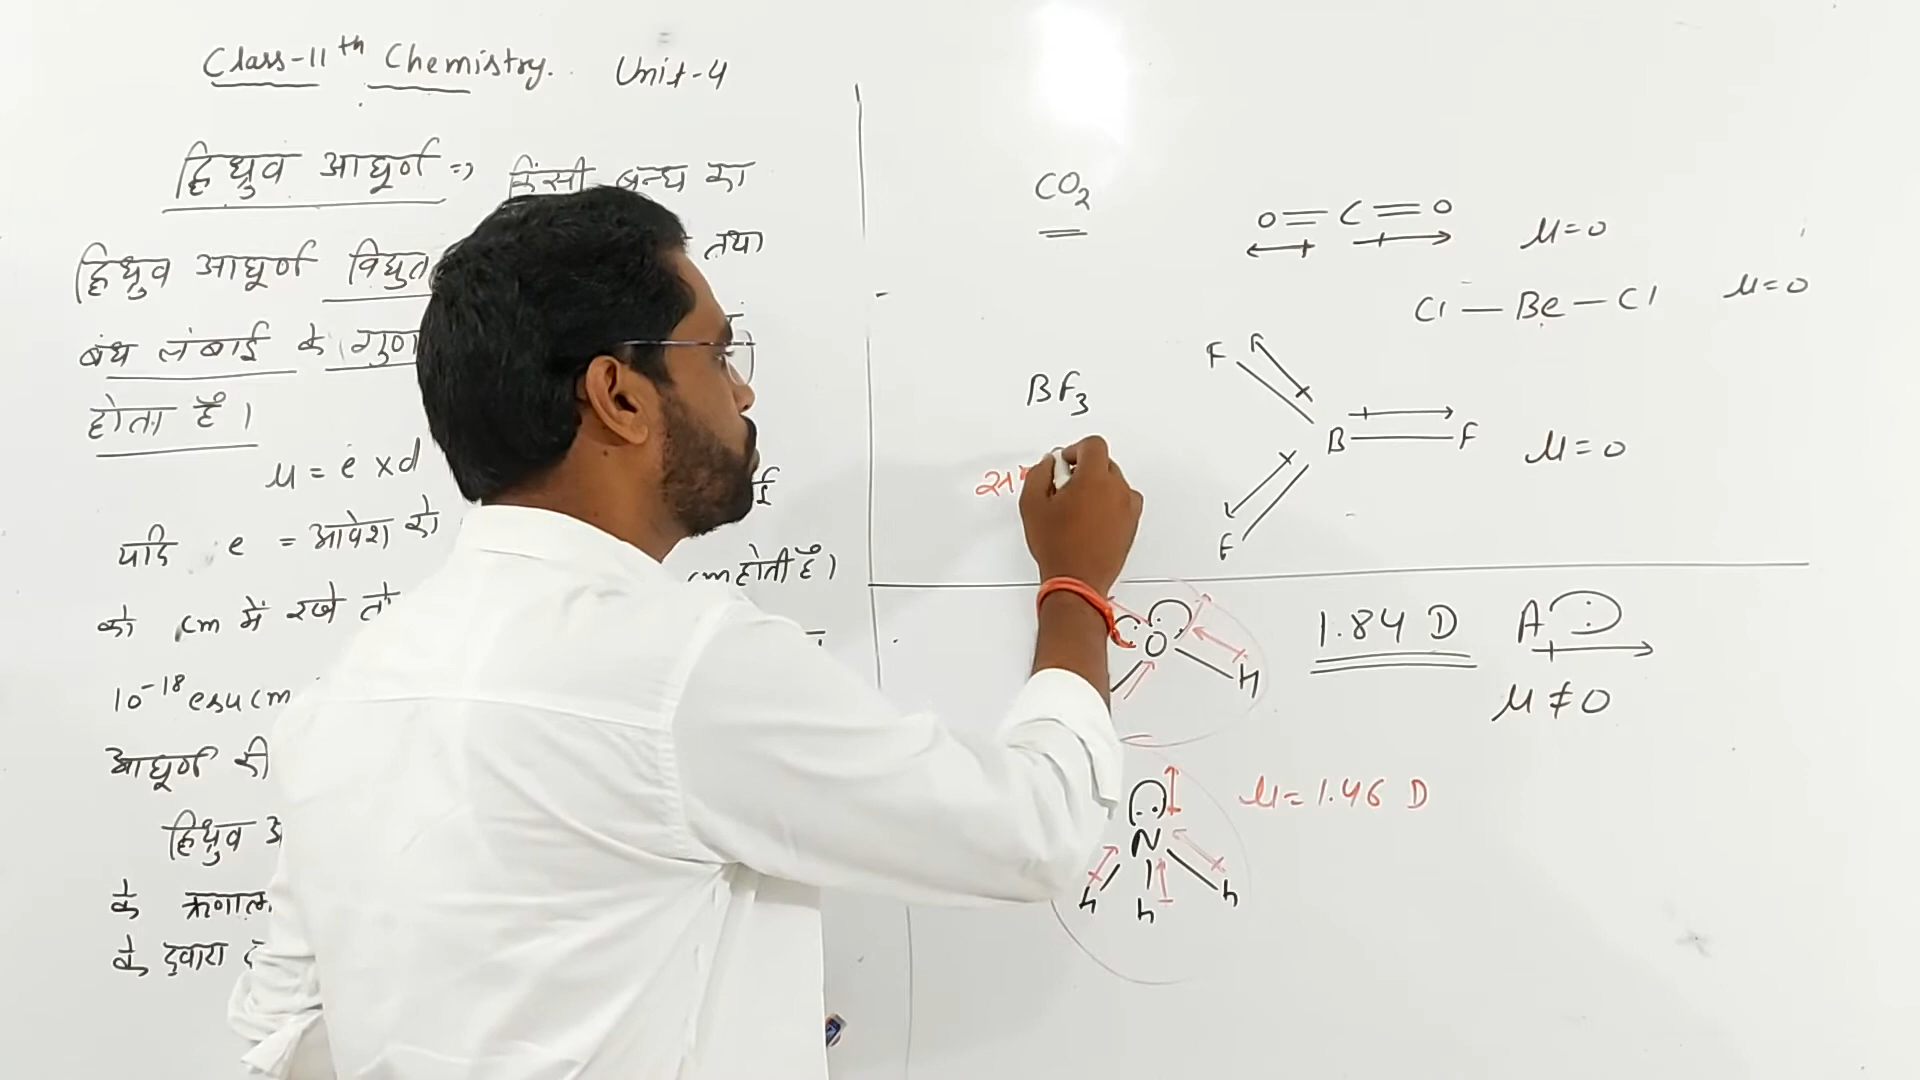 Class-11th Chemistry. Unit-4
द्विध्रुव आघूर्ण => किसी बन्ध का
द्विध्रुव आघूर्ण विद्युत तथा
बंध लंबाई के गुण
होता है।
μ = e x d
यदि e = आवेश को
को cm में रखे तो cm होती है।
10-18 esu cm
आघूर्ण की
द्विध्रुव
के ऋणात्
के द्वारा
CO2
O=C=O μ=0
Cl—Be—Cl μ=0
BF3
F
B F μ=0
F
O
H
1.84 D A:
μ≠0
N
H H H
μ=1.46 D